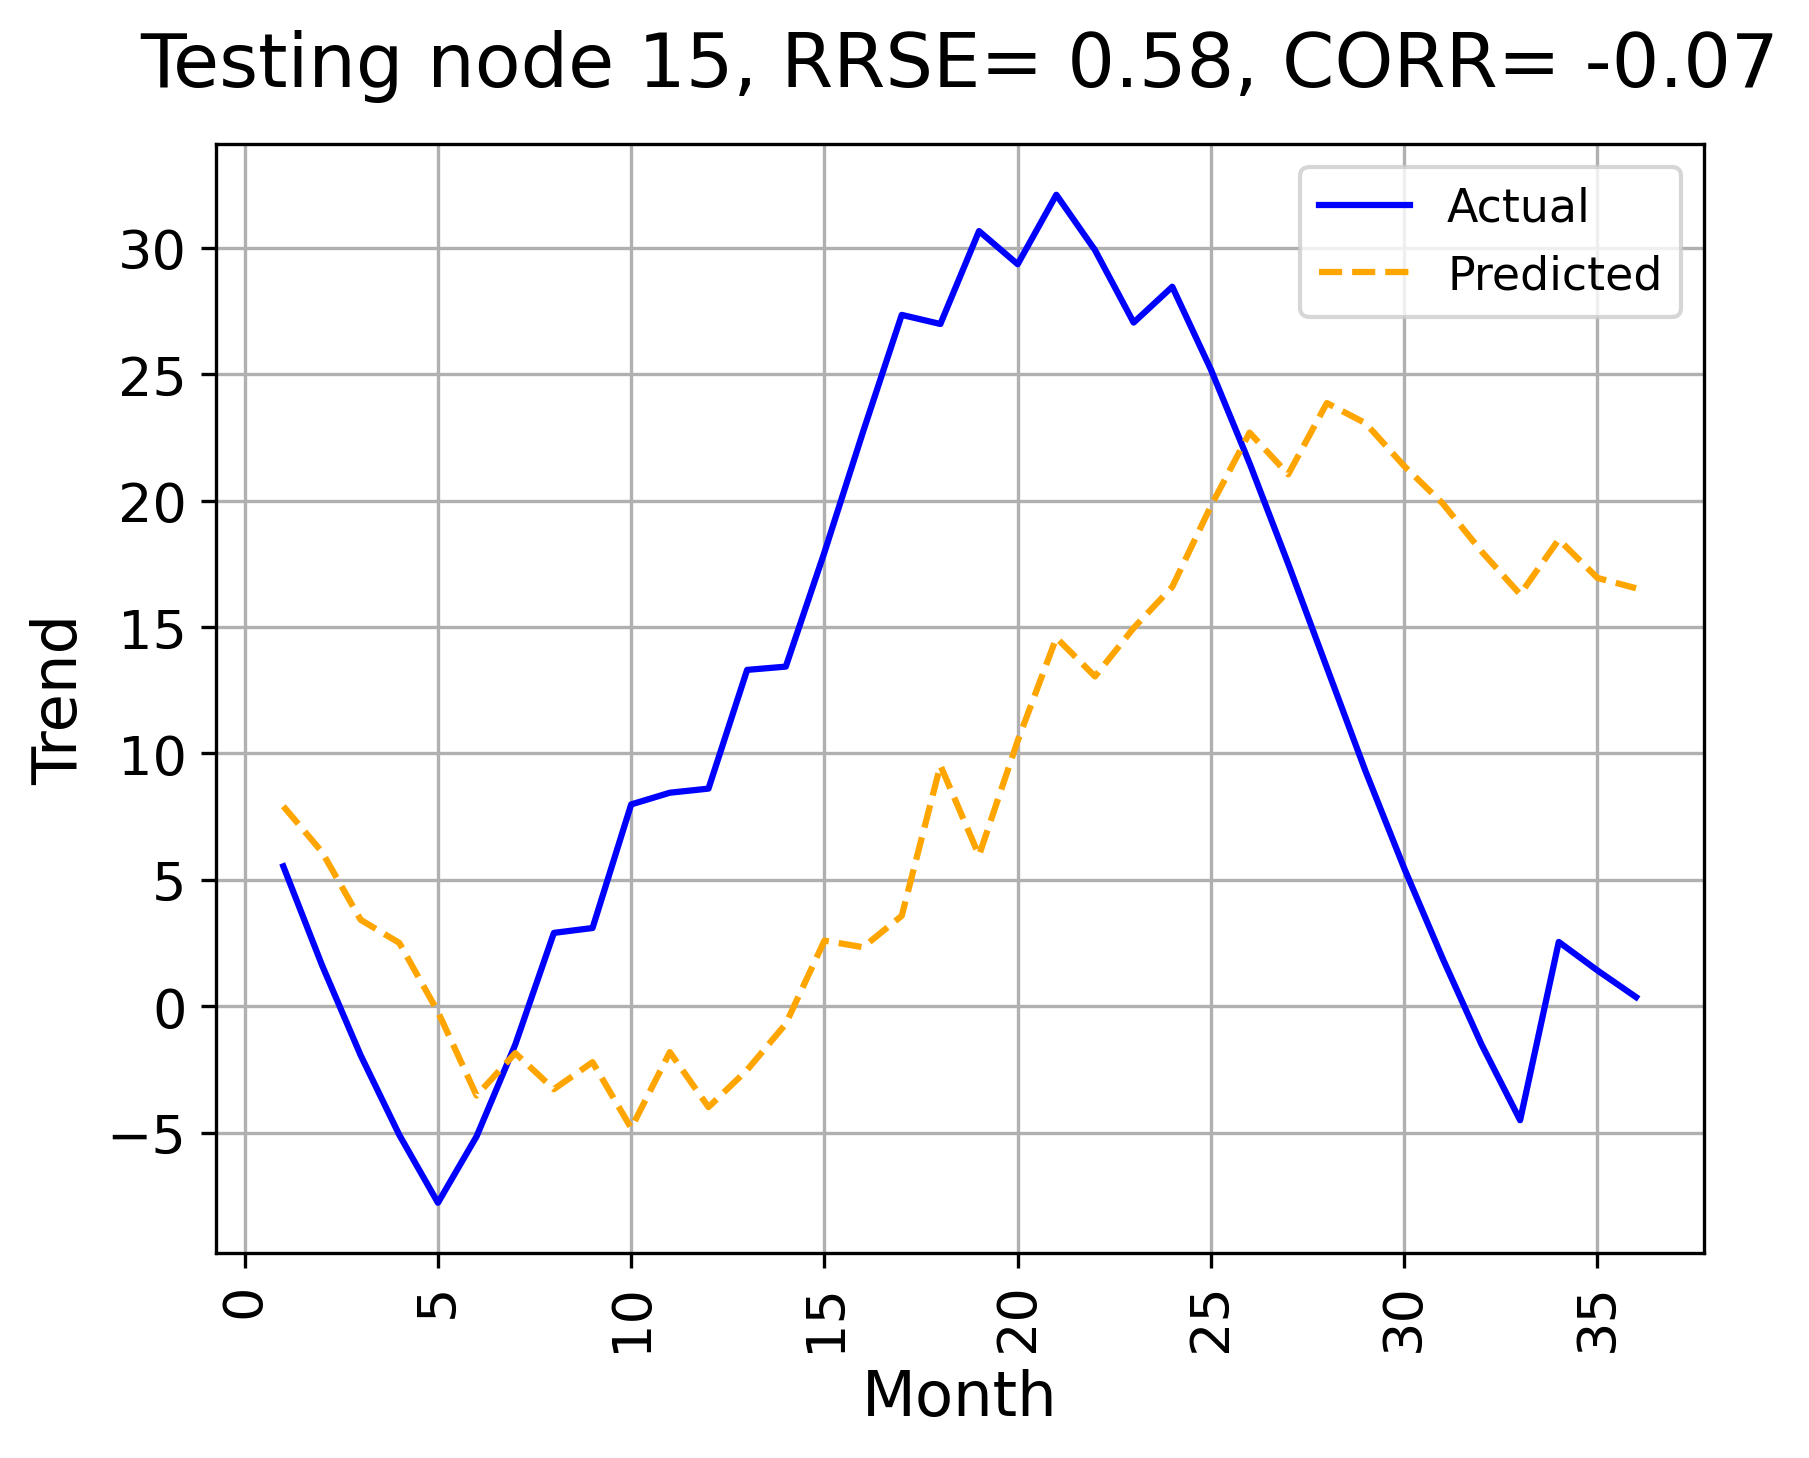 Testing node 15, RRSE= 0.58, CORR= -0.07
Actual
Predicted
30
25
20
15
10
5
0
−5
Trend
0 5 10 15 20 25 30 35
Month